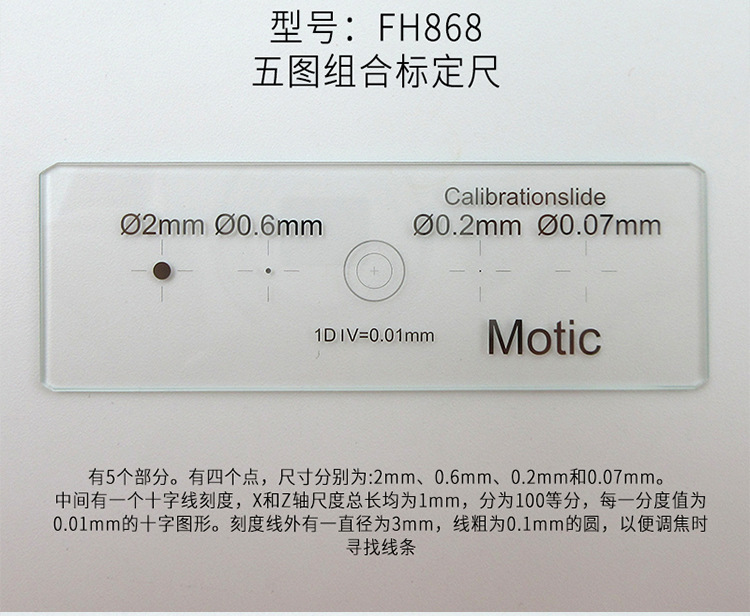 型号：FH868
五图组合标定尺
Calibrationslide
Ø2mm Ø0.6mm Ø0.2mm Ø0.07mm
1DIV=0.01mm
Motic
有5个部分。有四个点，尺寸分别为:2mm、0.6mm、0.2mm和0.07mm。
中间有一个十字线刻度，X和Z轴尺度总长均为1mm，分为100等分，每一分度值为
0.01mm的十字图形。刻度线外有一直径为3mm，线粗为0.1mm的圆，以便调焦时
寻找线条